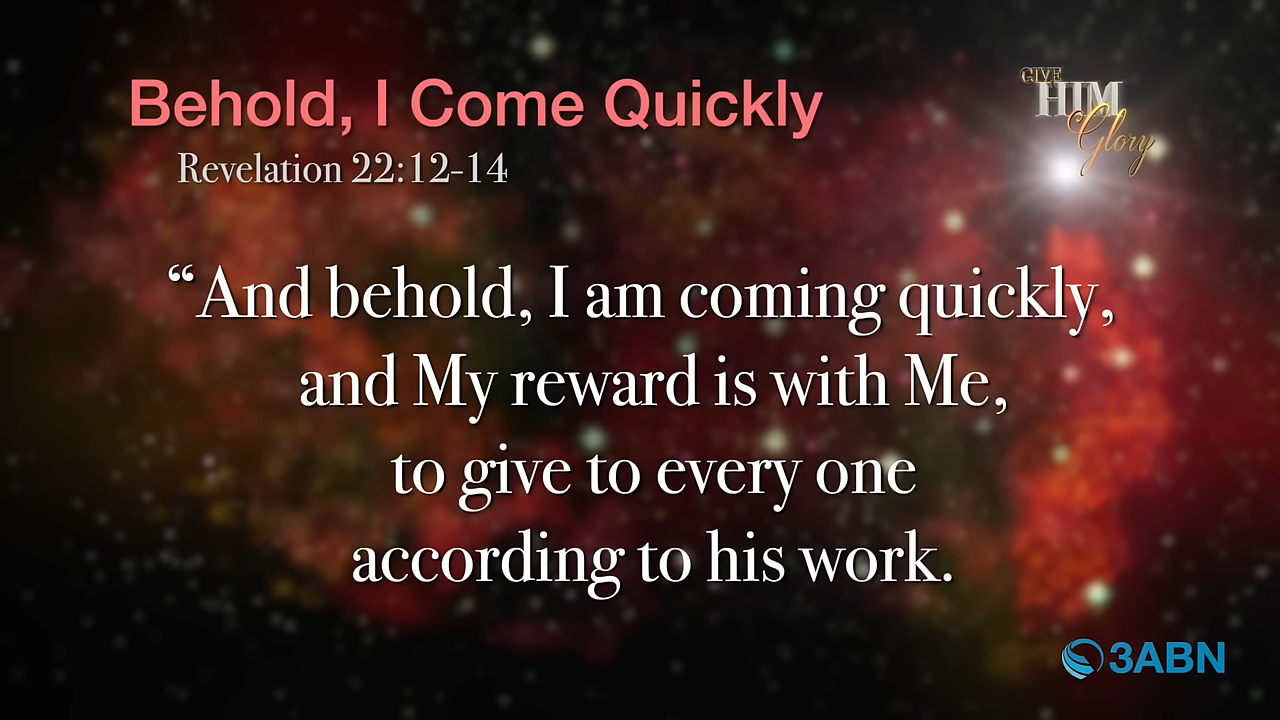 Behold, I Come Quickly
Revelation 22:12-14
GIVE
HIM
Glory
“And behold, I am coming quickly,
and My reward is with Me,
to give to every one
according to his work.
3ABN